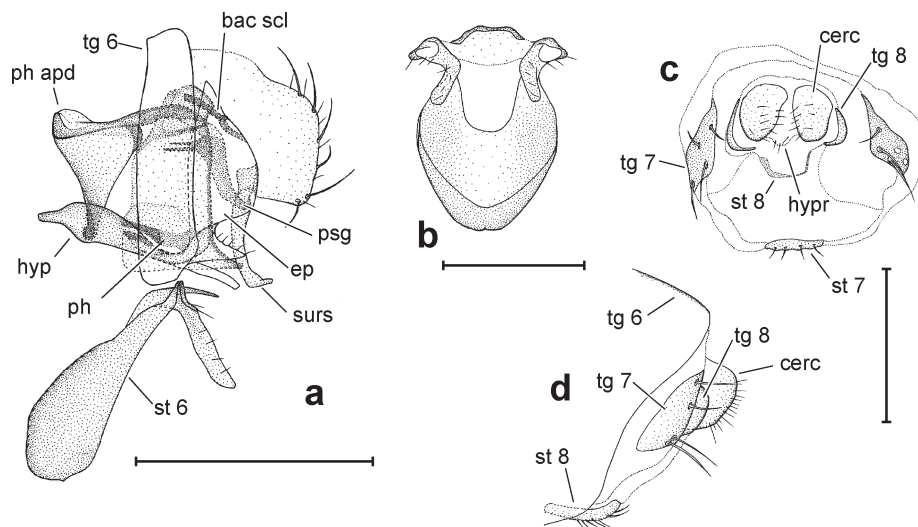 bac scl
tg 6
ph apd
hyp
ph
psg
ep
surs
st 6
a
b
c
cerc
tg 8
tg 7
st 8
hypr
st 7
tg 6
tg 8
tg 7
cerc
d
st 8